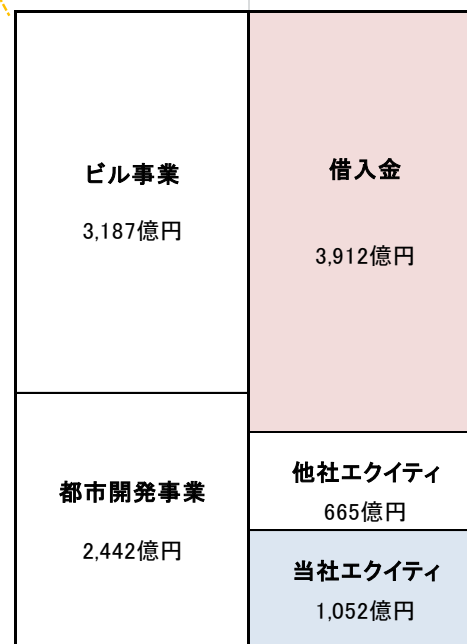 ビル事業
3,187億円
都市開発事業
2,442億円
借入金
3,912億円
他社エクイティ
665億円
当社エクイティ
1,052億円